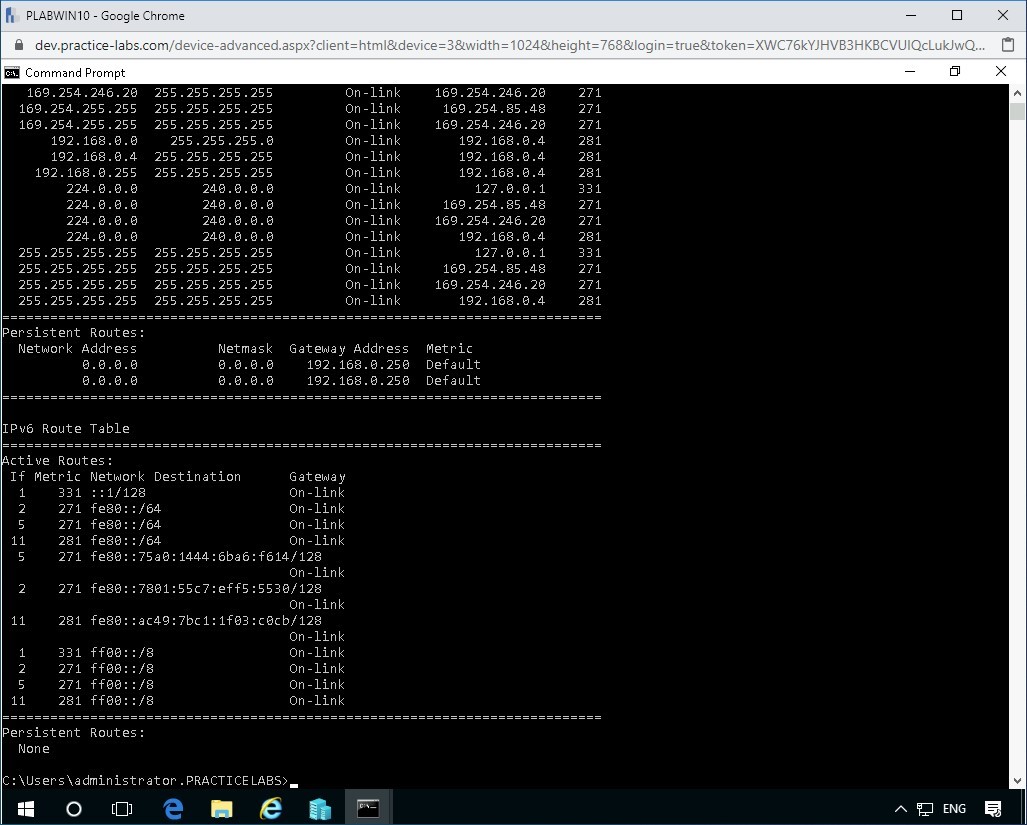 PLABWIN10 - Google Chrome
dev.practice-labs.com/device-advanced.aspx?client=html&device=3&width=1024&height=768&login=true&token=XWC76kYJHVB3HKBCVUIQcLukJwQ...
Command Prompt
169.254.246.20 255.255.255.255 On-link 169.254.246.20 271
169.254.255.255 255.255.255.255 On-link 169.254.85.48 271
169.254.255.255 255.255.255.255 On-link 169.254.246.20 271
192.168.0.0 255.255.255.0 On-link 192.168.0.4 281
192.168.0.4 255.255.255.255 On-link 192.168.0.4 281
192.168.0.255 255.255.255.255 On-link 192.168.0.4 281
224.0.0.0 240.0.0.0 On-link 127.0.0.1 331
224.0.0.0 240.0.0.0 On-link 169.254.85.48 271
224.0.0.0 240.0.0.0 On-link 169.254.246.20 271
224.0.0.0 240.0.0.0 On-link 192.168.0.4 281
255.255.255.255 255.255.255.255 On-link 127.0.0.1 331
255.255.255.255 255.255.255.255 On-link 169.254.85.48 271
255.255.255.255 255.255.255.255 On-link 169.254.246.20 271
255.255.255.255 255.255.255.255 On-link 192.168.0.4 281
===========================================================================
Persistent Routes:
Network Address Netmask Gateway Address Metric
0.0.0.0 0.0.0.0 192.168.0.250 Default
0.0.0.0 0.0.0.0 192.168.0.250 Default
===========================================================================
IPv6 Route Table
===========================================================================
Active Routes:
If Metric Network Destination Gateway
1 331 ::1/128 On-link
2 271 fe80::/64 On-link
5 271 fe80::/64 On-link
11 281 fe80::/64 On-link
5 271 fe80::75a0:1444:6ba6:f614/128
On-link
2 271 fe80::7801:55c7:eff5:5530/128
On-link
11 281 fe80::ac49:7bc1:1f03:c0cb/128
On-link
1 331 ff00::/8 On-link
2 271 ff00::/8 On-link
5 271 ff00::/8 On-link
11 281 ff00::/8 On-link
===========================================================================
Persistent Routes:
None
C:\Users\administrator.PRACTICELABS>_
ENG